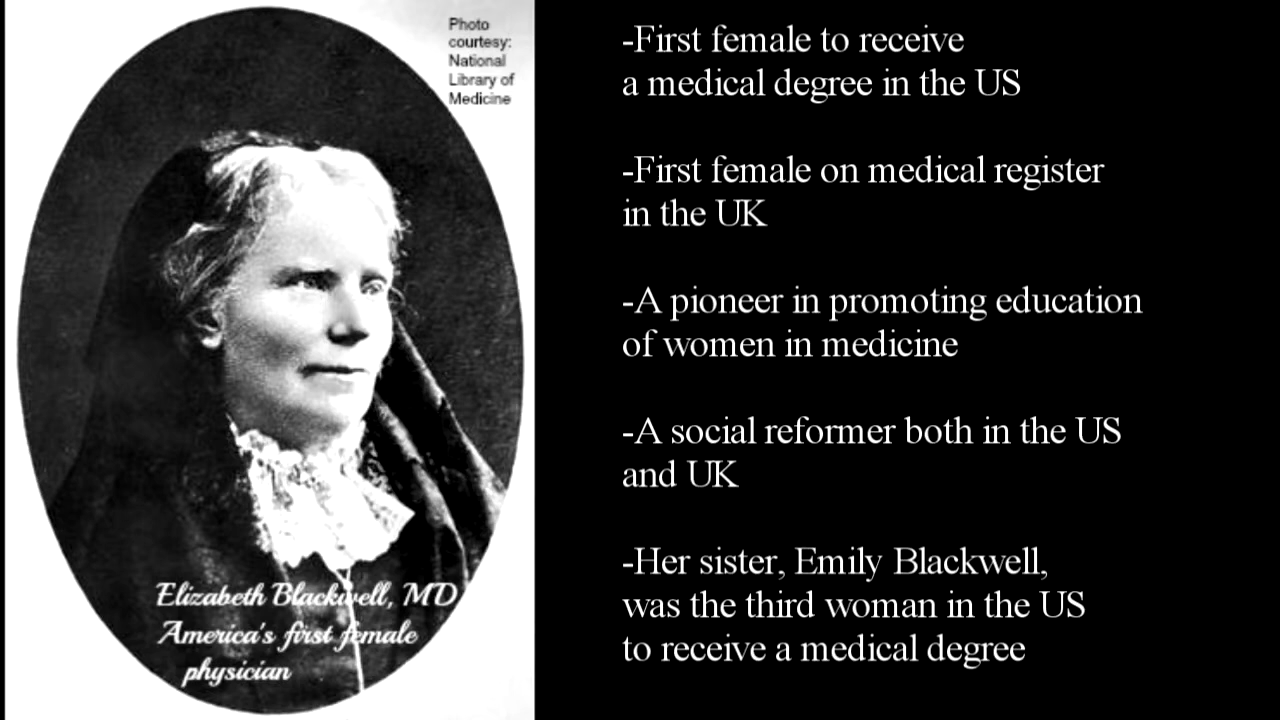 Photo
courtesy:
National
Library of
Medicine
Elizabeth Blackwell, MD
America's first female
physician
-First female to receive
a medical degree in the US
-First female on medical register
in the UK
-A pioneer in promoting education
of women in medicine
-A social reformer both in the US
and UK
-Her sister, Emily Blackwell,
was the third woman in the US
to receive a medical degree